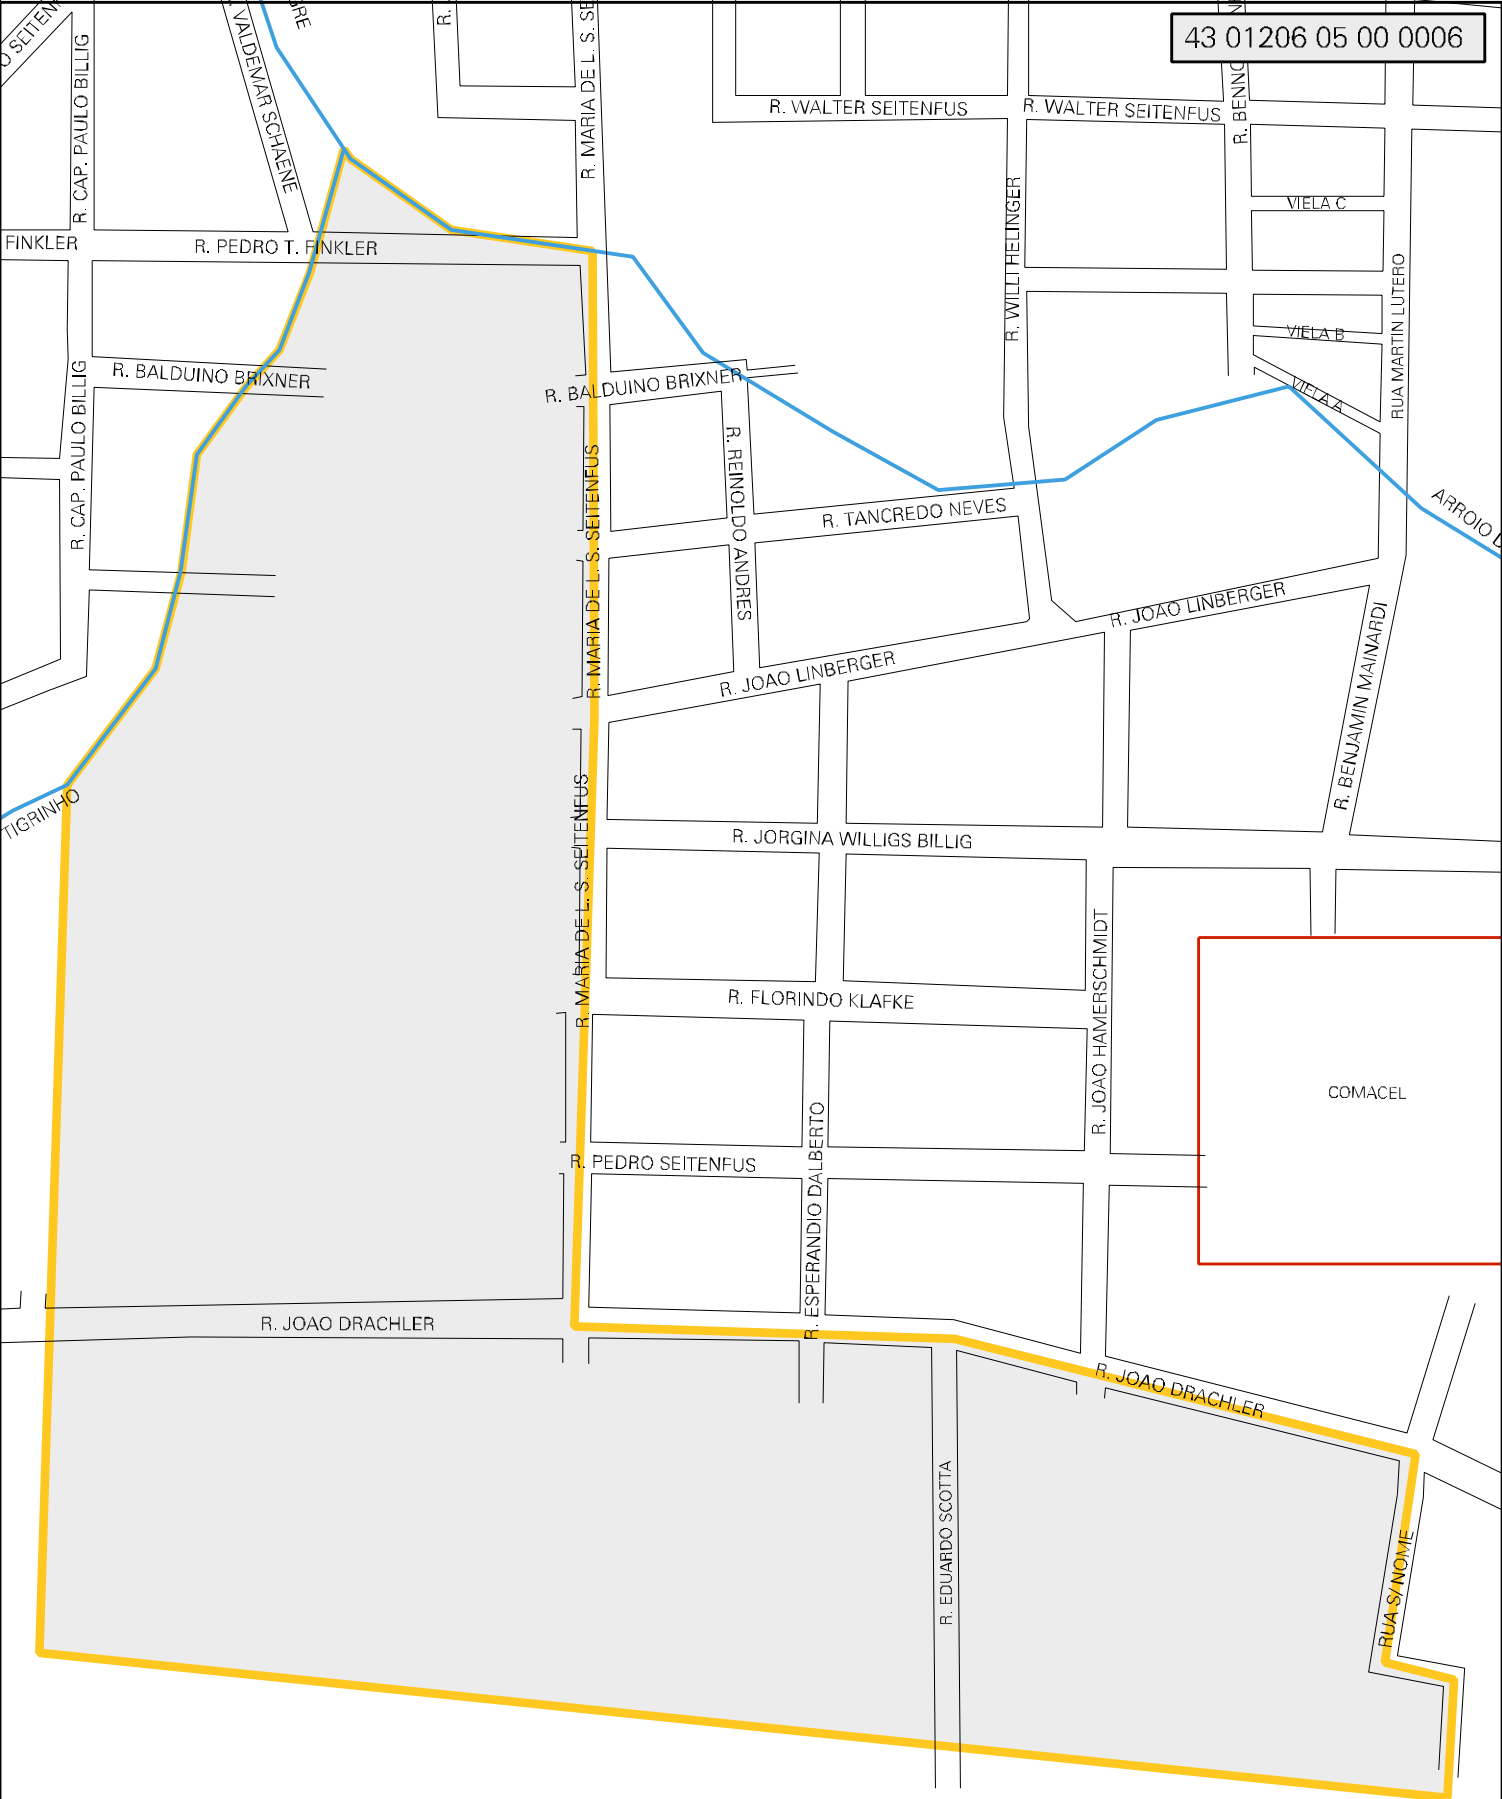 43 01206 05 00 0006
R. CAP. PAULO BILLIG
VALDEMAR SCHAENE
R.
R. MARIA DE L. S. SE
R. WALTER SEITENFUS
R. WALTER SEITENFUS
VIELA C
FINKLER
R. PEDRO T. FINKLER
R. WILLI HELINGER
RUA MARTIN LUTERO
VIELA B
R. BALDUINO BRIXNER
R. BALDUINO BRIXNER
VIELA A
R. CAP. PAULO BILLIG
R. MARIA DE L. S. SEITENFUS
R. REINOLDO ANDRES
R. TANCREDO NEVES
ARROIO D
R. JOAO LINBERGER
R. JOAO LINBERGER
R. BENJAMIN MAINARDI
TIGRINHO
R. MARIA DE L. S. SEITENFUS
R. JORGINA WILLIGS BILLIG
R. FLORINDO KLAFKE
R. JOAO HAMERSCHMIDT
COMACEL
R. PEDRO SEITENFUS
R. ESPERANDIO DALBERTO
R. JOAO DRACHLER
R. JOAO DRACHLER
R. EDUARDO SCOTTA
RUA S/ NOME